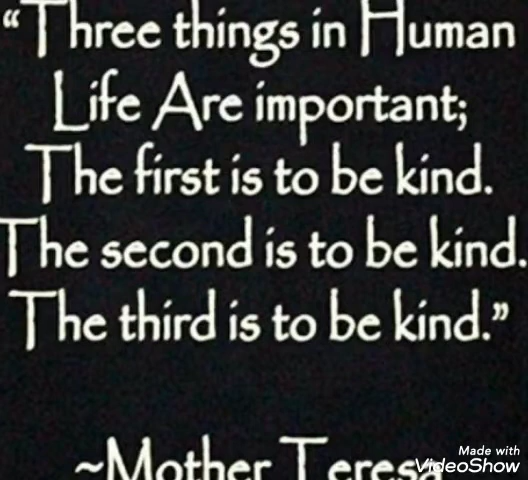 “Three things in Human
Life Are important;
The first is to be kind.
The second is to be kind.
The third is to be kind.”
~Mother Teresa
Made with
VideoShow